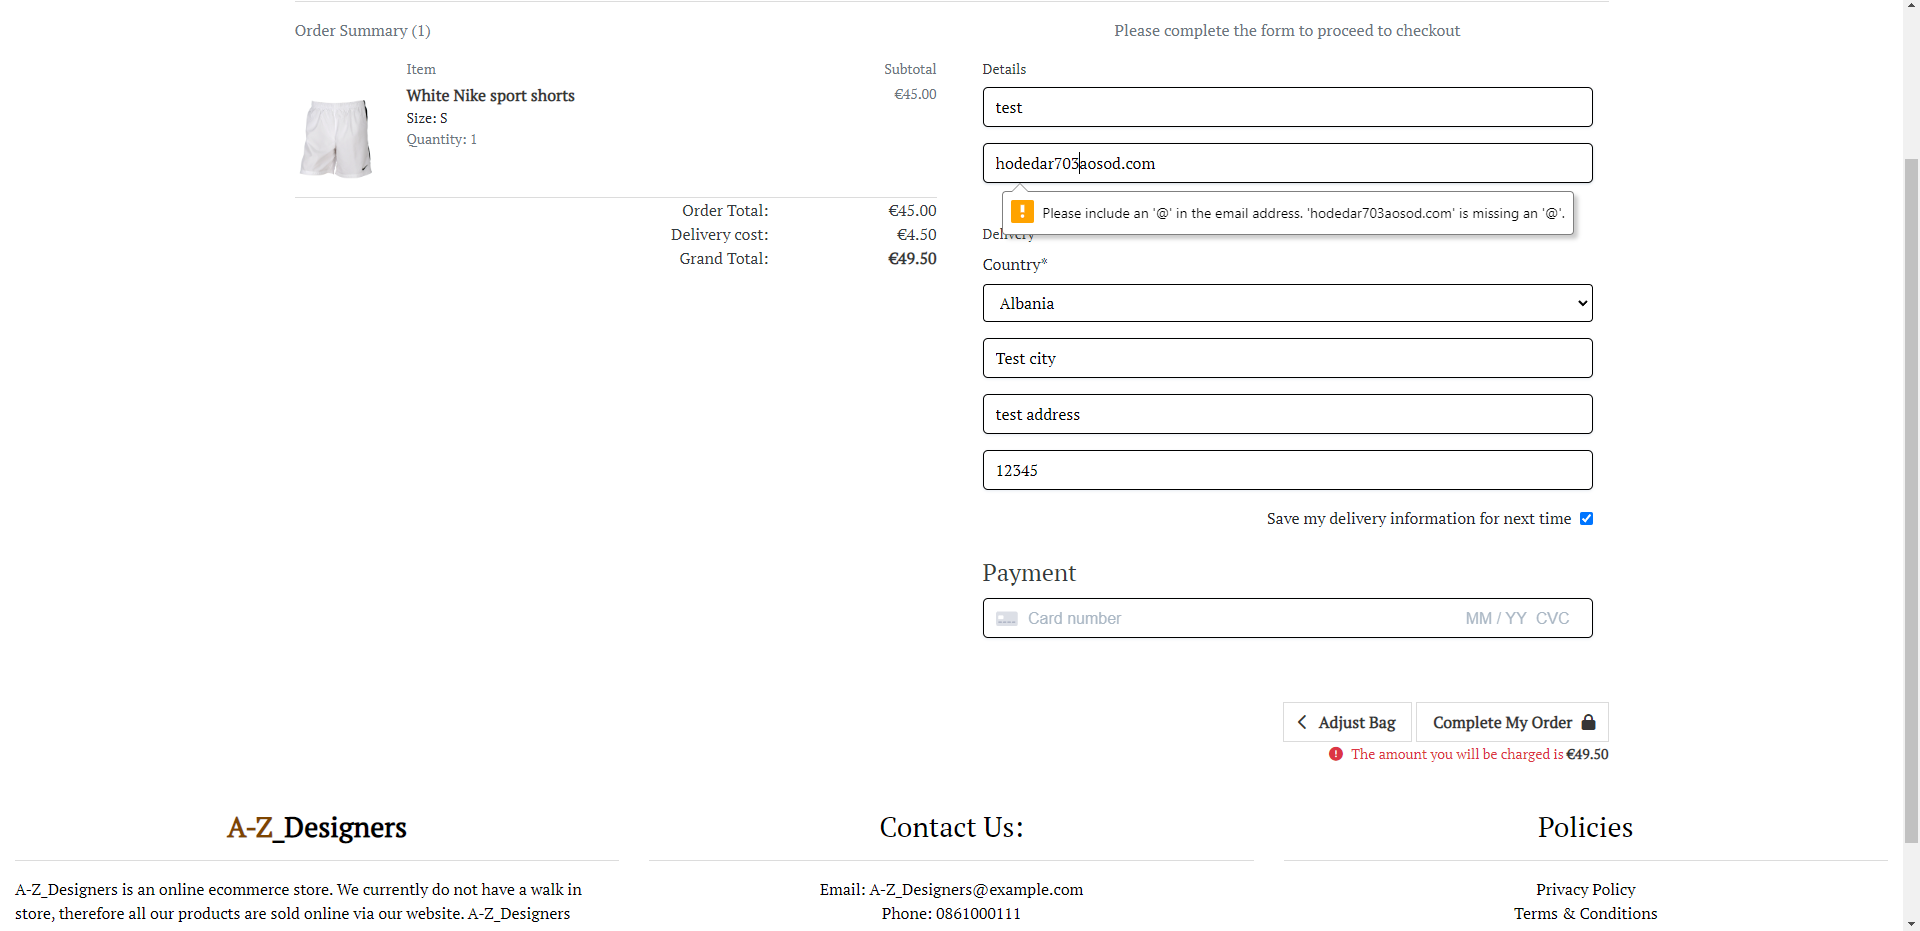 Order Summary (1)
Please complete the form to proceed to checkout
Item
Subtotal
White Nike sport shorts
€45.00
Size: S
Quantity: 1
Order Total:
€45.00
Delivery cost:
€4.50
Grand Total:
€49.50
Details
test
hodedar703aosod.com
Please include an '@' in the email address. 'hodedar703aosod.com' is missing an '@'.
Delivery
Country*
Albania
Test city
test address
12345
Save my delivery information for next time
Payment
Card number
MM / YY CVC
Adjust Bag
Complete My Order
The amount you will be charged is €49.50
A-Z_Designers
A-Z_Designers is an online ecommerce store. We currently do not have a walk in
store, therefore all our products are sold online via our website. A-Z_Designers
Contact Us:
Email: A-Z_Designers@example.com
Phone: 0861000111
Policies
Privacy Policy
Terms & Conditions